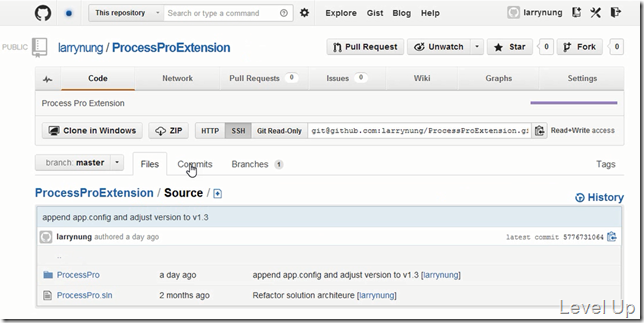 This repository Search or type a command Explore Gist Blog Help larrynung
PUBLIC larrynung / ProcessProExtension Pull Request Unwatch Star 0 Fork 0
Code Network Pull Requests 0 Issues 0 Wiki Graphs Settings
Process Pro Extension
Clone in Windows ZIP HTTP SSH Git Read-Only git@github.com:larrynung/ProcessProExtension.gi Read+Write access
branch: master Files Commits Branches 1 Tags
ProcessProExtension / Source / History
append app.config and adjust version to v1.3
larrynung authored a day ago latest commit 5776731064
..
ProcessPro a day ago append app.config and adjust version to v1.3 [larrynung]
ProcessPro.sln 2 months ago Refactor solution architeure [larrynung]
Level Up